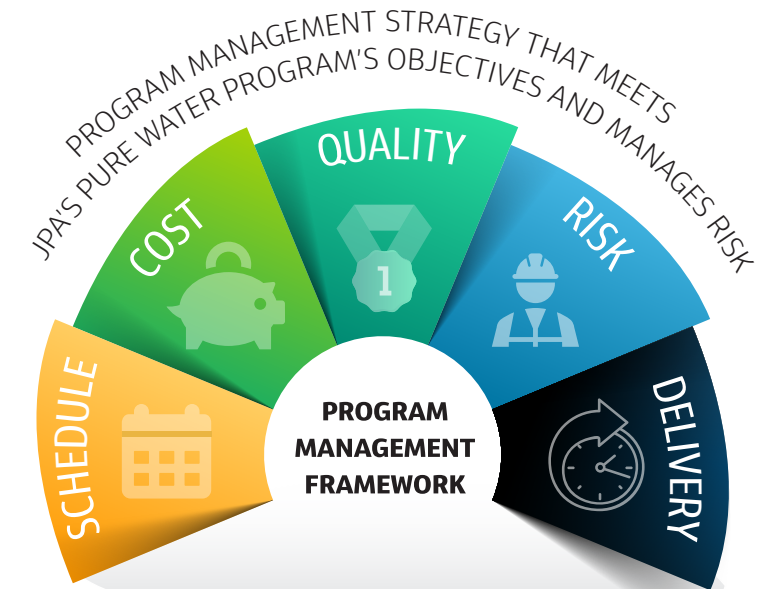 PROGRAM MANAGEMENT STRATEGY THAT MEETS
JPA'S PURE WATER PROGRAM'S OBJECTIVES AND MANAGES RISK
SCHEDULE
COST
QUALITY
1
RISK
DELIVERY
PROGRAM
MANAGEMENT
FRAMEWORK